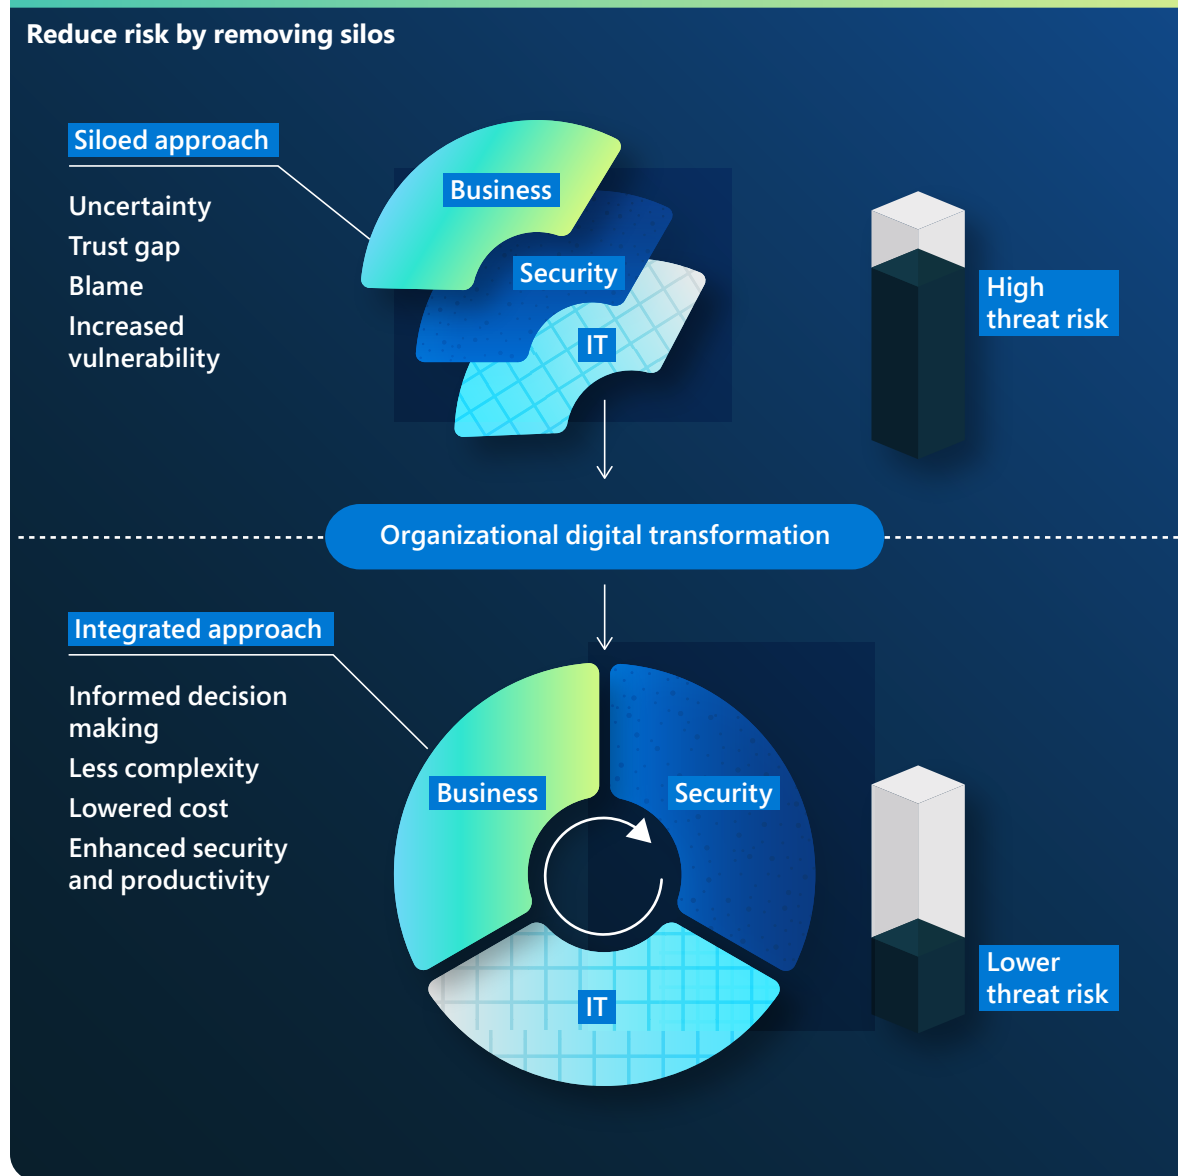 Reduce risk by removing silos
Siloed approach
Uncertainty
Trust gap
Blame
Increased
vulnerability
Business
Security
IT
High
threat risk
Organizational digital transformation
Integrated approach
Informed decision
making
Less complexity
Lowered cost
Enhanced security
and productivity
Business
Security
IT
Lower
threat risk